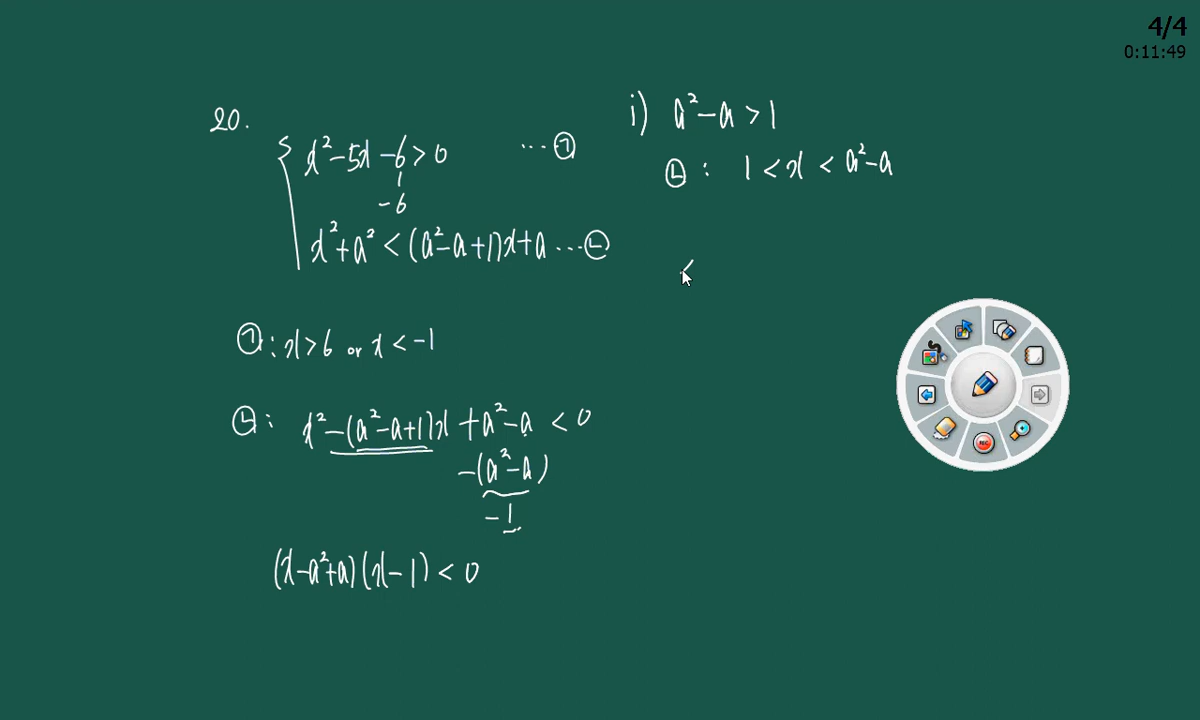 4/4
0:11:49
20.
x²-5x-6>0 ···㉠
1
-6
x²+a²<(a²-a+1)x+a ···㉡
㉠: x>6 or x<-1
㉡: x²-(a²-a+1)x+a²-a<0
-(a²-a)
-1
(x-a²+a)(x-1)<0
i) a²-a>1
㉡: 1<x<a²-a